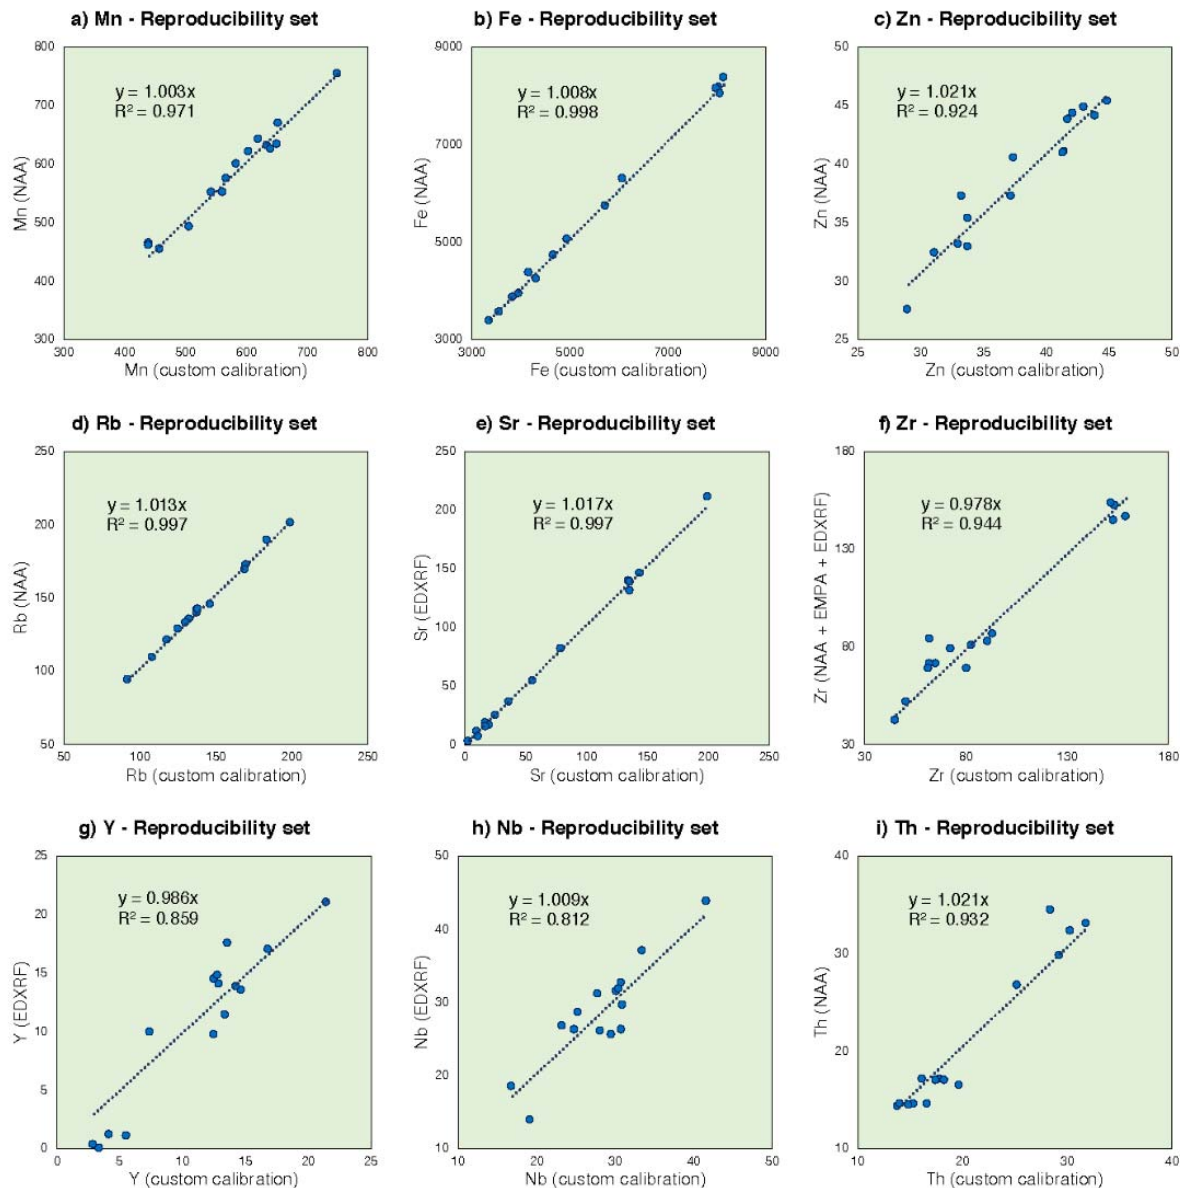 a) Mn - Reproducibility set
800
700
600
500
400
300
300 400 500 600 700 800
Mn (NAA)
Mn (custom calibration)
y = 1.003x
R² = 0.971
b) Fe - Reproducibility set
9000
7000
5000
3000
3000 5000 7000 9000
Fe (NAA)
Fe (custom calibration)
y = 1.008x
R² = 0.998
c) Zn - Reproducibility set
50
45
40
35
30
25
25 30 35 40 45 50
Zn (NAA)
Zn (custom calibration)
y = 1.021x
R² = 0.924
d) Rb - Reproducibility set
250
200
150
100
50
50 100 150 200 250
Rb (NAA)
Rb (custom calibration)
y = 1.013x
R² = 0.997
e) Sr - Reproducibility set
250
200
150
100
50
0
0 50 100 150 200 250
Sr (EDXRF)
Sr (custom calibration)
y = 1.017x
R² = 0.997
f) Zr - Reproducibility set
180
130
80
30
30 80 130 180
Zr (NAA + EMPA + EDXRF)
Zr (custom calibration)
y = 0.978x
R² = 0.944
g) Y - Reproducibility set
25
20
15
10
5
0
0 5 10 15 20 25
Y (EDXRF)
Y (custom calibration)
y = 0.986x
R² = 0.859
h) Nb - Reproducibility set
50
40
30
20
10
10 20 30 40 50
Nb (EDXRF)
Nb (custom calibration)
y = 1.009x
R² = 0.812
i) Th - Reproducibility set
40
30
20
10
10 20 30 40
Th (NAA)
Th (custom calibration)
y = 1.021x
R² = 0.932